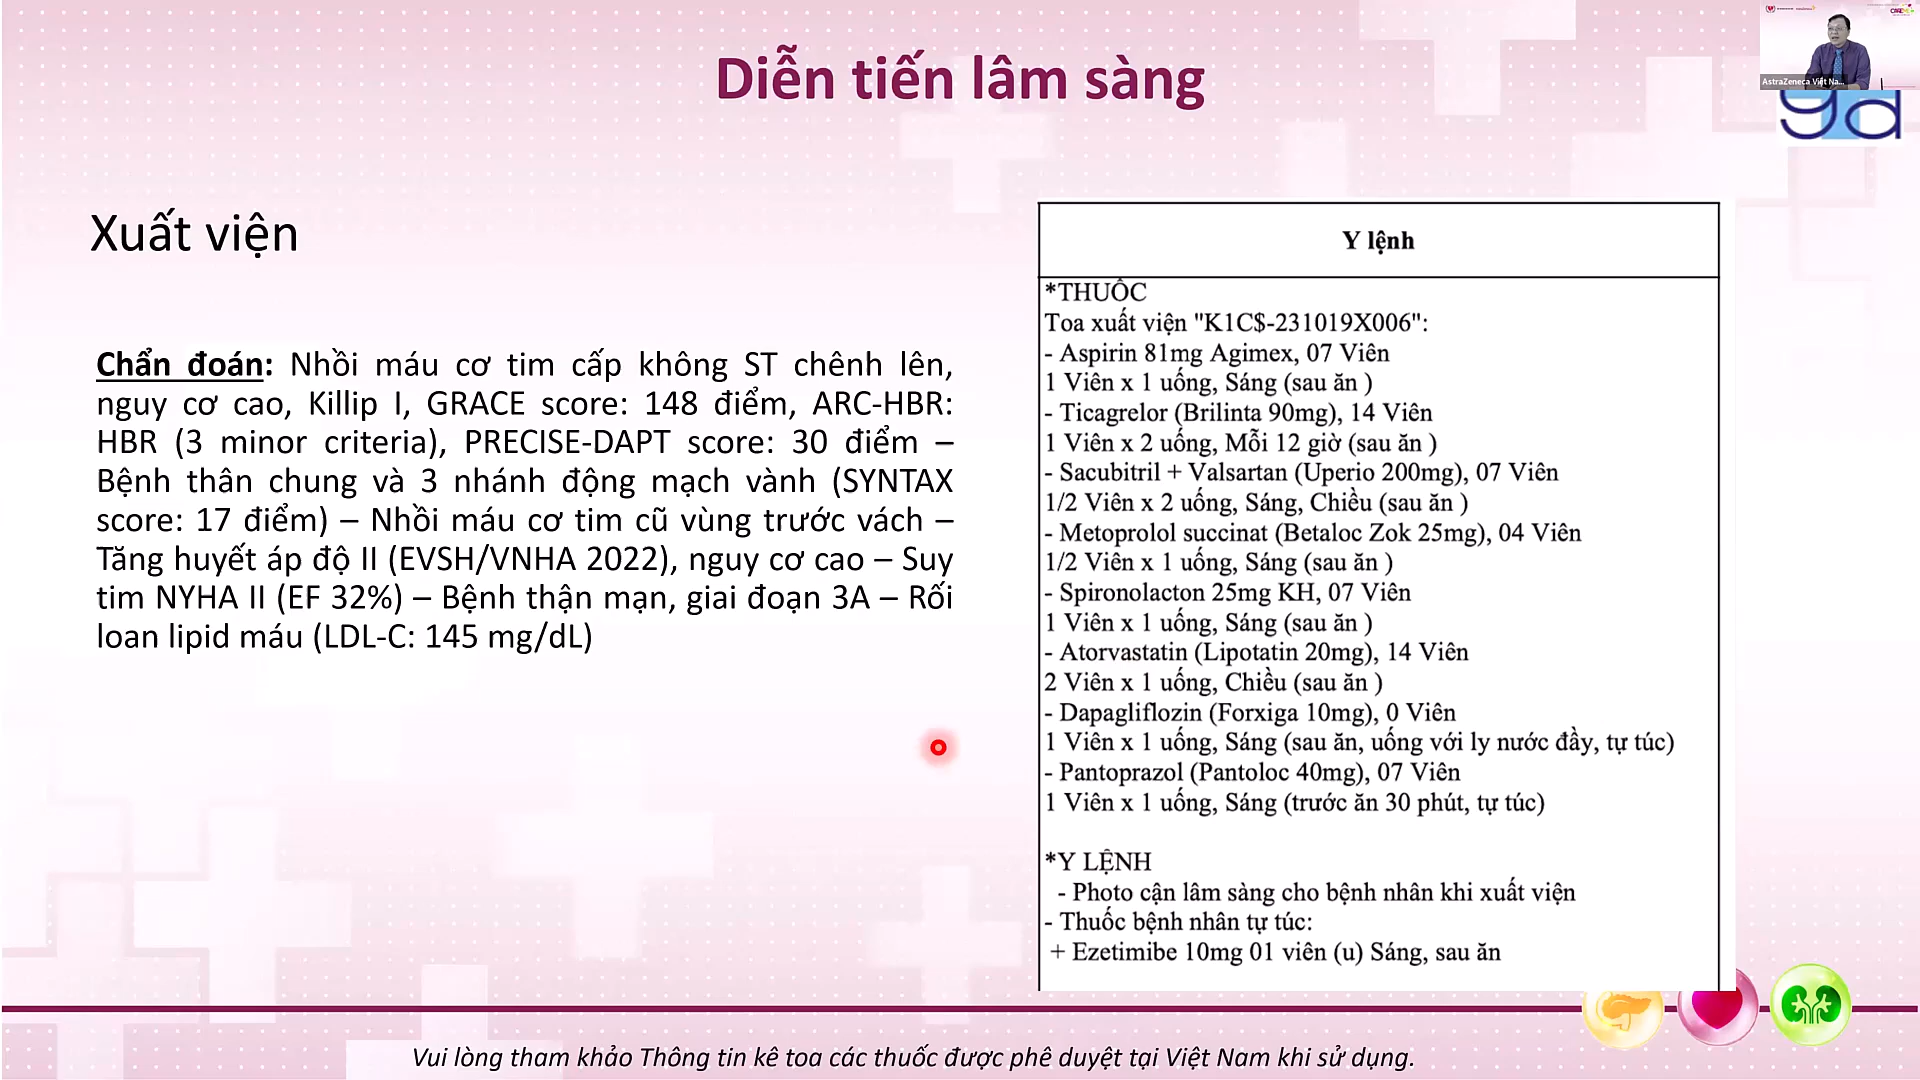 Diễn tiến lâm sàng
AstraZeneca Việt Na...
Xuất viện
Chẩn đoán: Nhồi máu cơ tim cấp không ST chênh lên,
nguy cơ cao, Killip I, GRACE score: 148 điểm, ARC-HBR:
HBR (3 minor criteria), PRECISE-DAPT score: 30 điểm –
Bệnh thân chung và 3 nhánh động mạch vành (SYNTAX
score: 17 điểm) – Nhồi máu cơ tim cũ vùng trước vách –
Tăng huyết áp độ II (EVSH/VNHA 2022), nguy cơ cao – Suy
tim NYHA II (EF 32%) – Bệnh thận mạn, giai đoạn 3A – Rối
loan lipid máu (LDL-C: 145 mg/dL)
Y lệnh
*THUỐC
Toa xuất viện "K1C$-231019X006":
- Aspirin 81mg Agimex, 07 Viên
1 Viên x 1 uống, Sáng (sau ăn )
- Ticagrelor (Brilinta 90mg), 14 Viên
1 Viên x 2 uống, Mỗi 12 giờ (sau ăn )
- Sacubitril + Valsartan (Uperio 200mg), 07 Viên
1/2 Viên x 2 uống, Sáng, Chiều (sau ăn )
- Metoprolol succinat (Betaloc Zok 25mg), 04 Viên
1/2 Viên x 1 uống, Sáng (sau ăn )
- Spironolacton 25mg KH, 07 Viên
1 Viên x 1 uống, Sáng (sau ăn )
- Atorvastatin (Lipotatin 20mg), 14 Viên
2 Viên x 1 uống, Chiều (sau ăn )
- Dapagliflozin (Forxiga 10mg), 0 Viên
1 Viên x 1 uống, Sáng (sau ăn, uống với ly nước đầy, tự túc)
- Pantoprazol (Pantoloc 40mg), 07 Viên
1 Viên x 1 uống, Sáng (trước ăn 30 phút, tự túc)
*Y LỆNH
- Photo cận lâm sàng cho bệnh nhân khi xuất viện
- Thuốc bệnh nhân tự túc:
+ Ezetimibe 10mg 01 viên (u) Sáng, sau ăn
Vui lòng tham khảo Thông tin kê toa các thuốc được phê duyệt tại Việt Nam khi sử dụng.